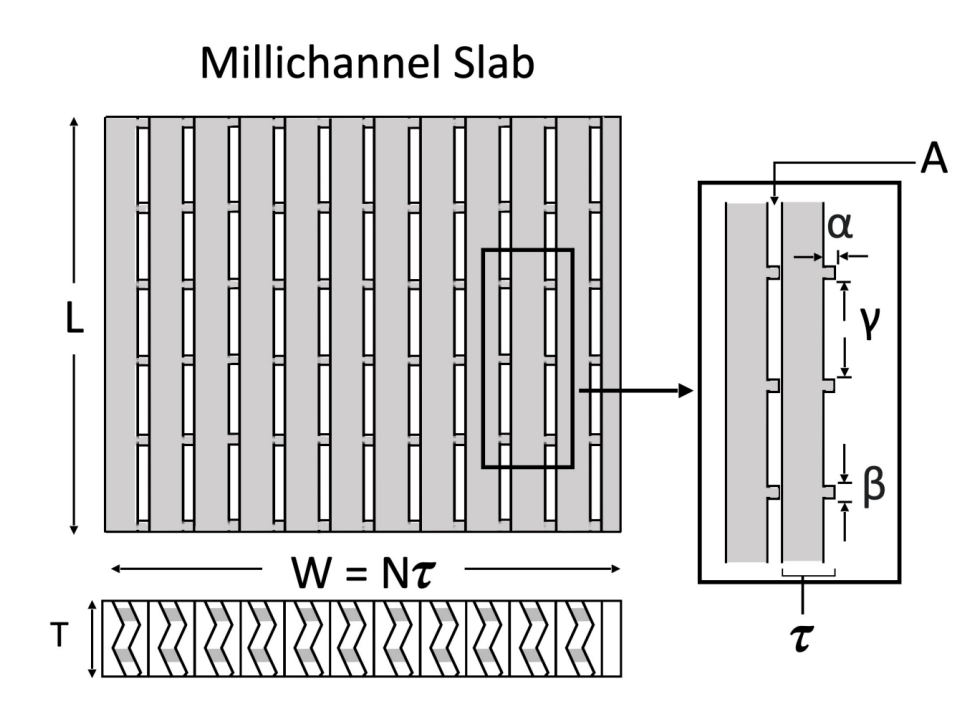 Millichannel Slab
A
α
L
γ
β
W = Nτ
T
τ